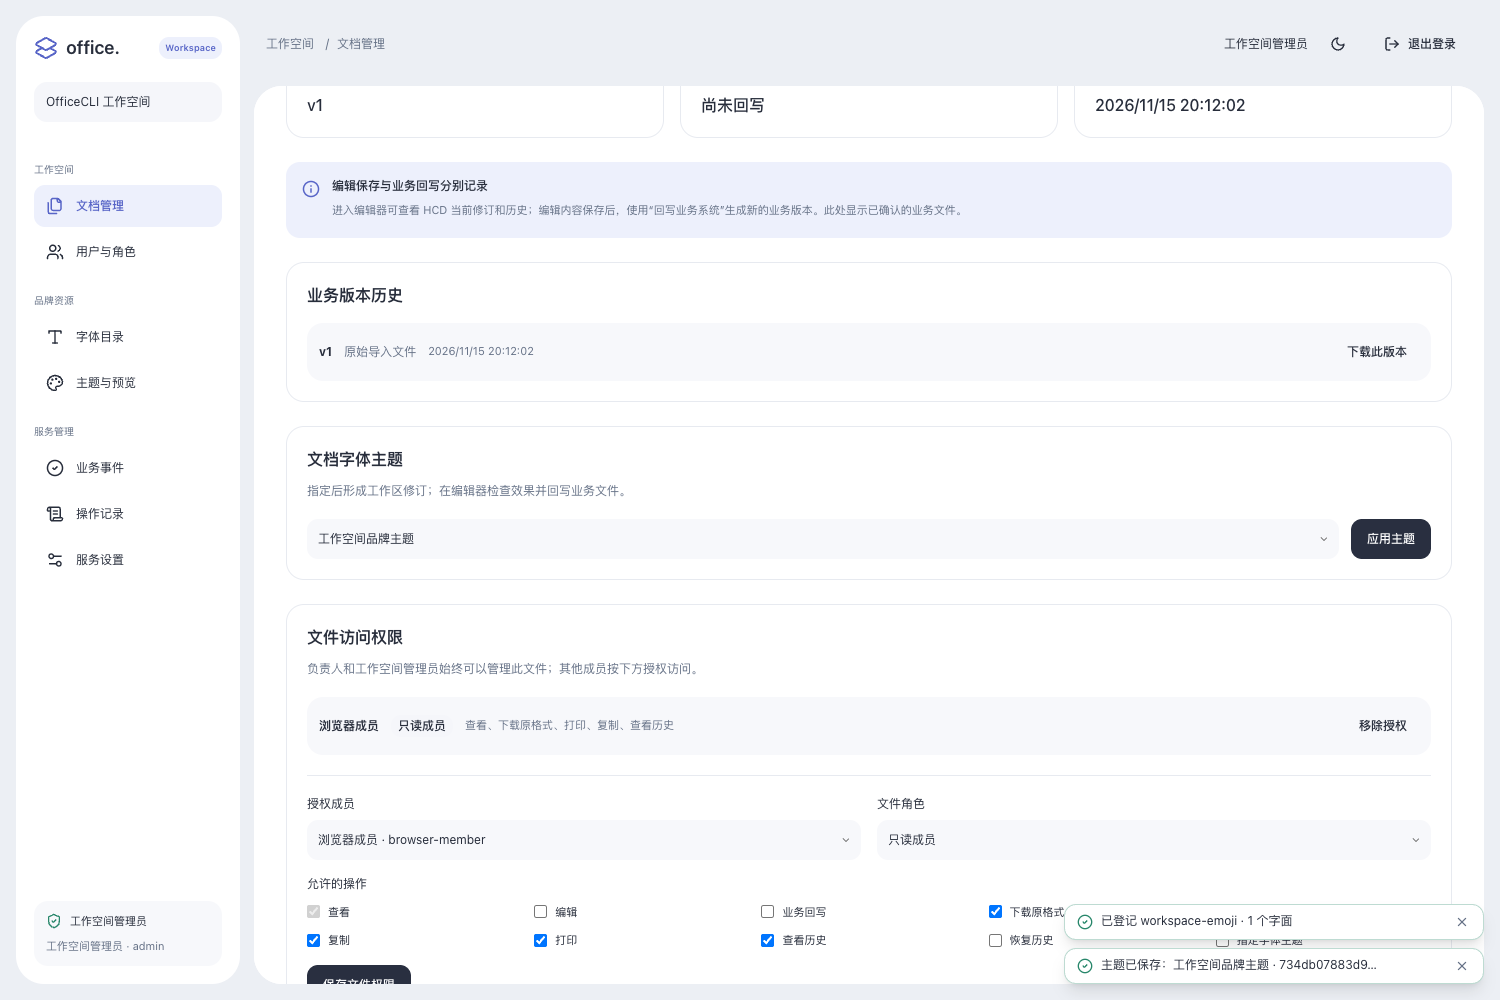 office.
Workspace
OfficeCLI 工作空间
工作空间
文档管理
用户与角色
品牌资源
字体目录
主题与预览
服务管理
业务事件
操作记录
服务设置
工作空间管理员
工作空间管理员 · admin
工作空间 / 文档管理
工作空间管理员
退出登录
v1
尚未回写
2026/11/15 20:12:02
编辑保存与业务回写分别记录
进入编辑器可查看 HCD 当前修订和历史；编辑内容保存后，使用“回写业务系统”生成新的业务版本。此处显示已确认的业务文件。
业务版本历史
v1 原始导入文件 2026/11/15 20:12:02
下载此版本
文档字体主题
指定后形成工作区修订；在编辑器检查效果并回写业务文件。
工作空间品牌主题
应用主题
文件访问权限
负责人和工作空间管理员始终可以管理此文件；其他成员按下方授权访问。
浏览器成员 只读成员 查看、下载原格式、打印、复制、查看历史
移除授权
授权成员
文件角色
浏览器成员 · browser-member
只读成员
允许的操作
查看
编辑
业务回写
下载原格式
复制
打印
查看历史
恢复历史
指定字体主题
保存文件权限
已登记 workspace-emoji · 1 个字面
主题已保存：工作空间品牌主题 · 734db07883d9...